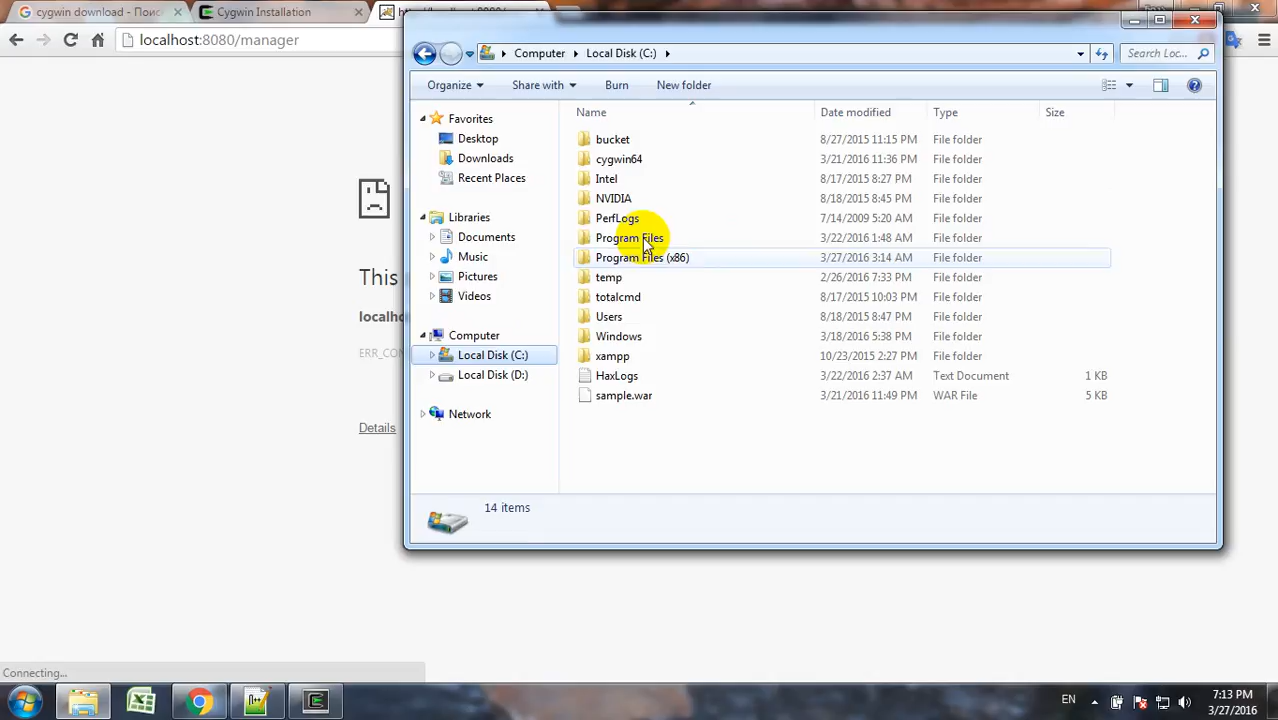 cygwin download - Поис
Cygwin Installation
localhost:8080/manager
Computer
Local Disk (C:)
Search Loc...
Organize
Share with
Burn
New folder
Name
Date modified
Type
Size
Favorites
Desktop
Downloads
Recent Places
Libraries
Documents
Music
Pictures
Videos
Computer
Local Disk (C:)
Local Disk (D:)
Network
bucket 8/27/2015 11:15 PM File folder
cygwin64 3/21/2016 11:36 PM File folder
Intel 8/17/2015 8:27 PM File folder
NVIDIA 8/18/2015 8:45 PM File folder
PerfLogs 7/14/2009 5:20 AM File folder
Program Files 3/22/2016 1:48 AM File folder
Program Files (x86) 3/27/2016 3:14 AM File folder
temp 2/26/2016 7:33 PM File folder
totalcmd 8/17/2015 10:03 PM File folder
Users 8/18/2015 8:47 PM File folder
Windows 3/18/2016 5:38 PM File folder
xampp 10/23/2015 2:27 PM File folder
HaxLogs 3/22/2016 2:37 AM Text Document 1 KB
sample.war 3/21/2016 11:49 PM WAR File 5 KB
14 items
This
localho
ERR_CON
Details
Connecting...
EN
7:13 PM
3/27/2016